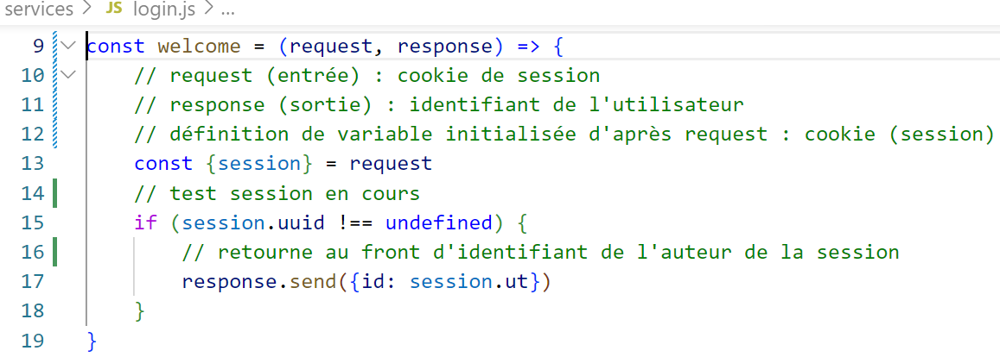 services > JS login.js > ...
9 const welcome = (request, response) => {
10 // request (entrée) : cookie de session
11 // response (sortie) : identifiant de l'utilisateur
12 // définition de variable initialisée d'après request : cookie (session)
13 const {session} = request
14 // test session en cours
15 if (session.uuid !== undefined) {
16 // retourne au front d'identifiant de l'auteur de la session
17 response.send({id: session.ut})
18 }
19 }